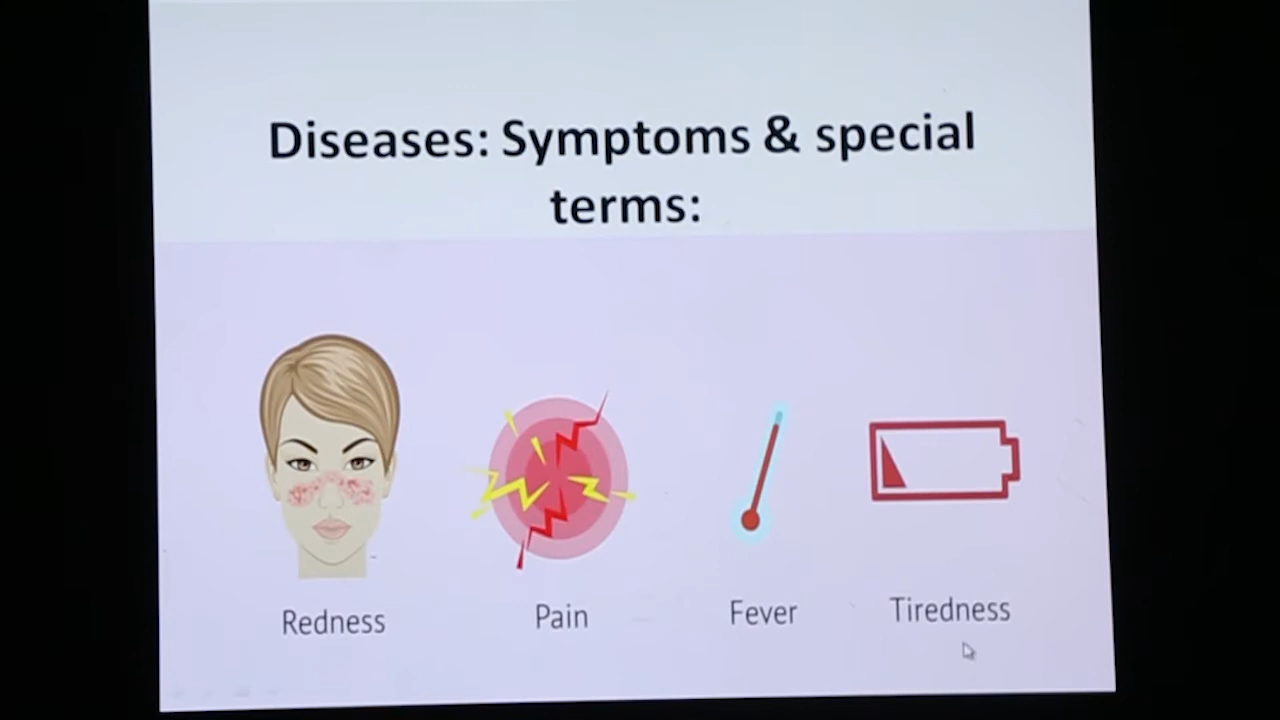 Diseases: Symptoms & special
terms:
Redness
Pain
Fever
Tiredness